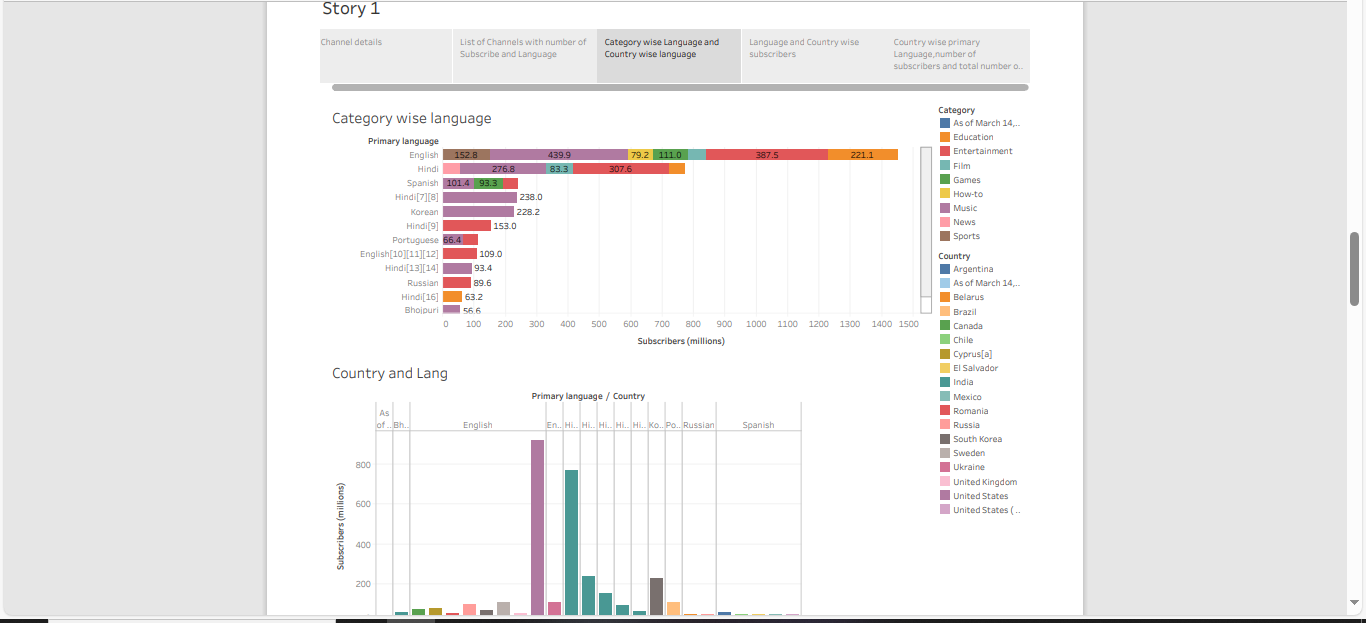 Story 1
Channel details
List of Channels with number of
Subscribe and Language
Category wise Language and
Country wise language
Language and Country wise
subscribers
Country wise primary
Language,number of
subscribers and total number o..
Category wise language
Primary language
English 152.8 439.9 79.2 111.0 387.5 221.1
Hindi 276.8 83.3 307.6
Spanish 101.4 93.3
Hindi[7][8] 238.0
Korean 228.2
Hindi[9] 153.0
Portuguese 66.4
English[10][11][12] 109.0
Hindi[13][14] 93.4
Russian 89.6
Hindi[16] 63.2
Bhojpuri 56.6
0 100 200 300 400 500 600 700 800 900 1000 1100 1200 1300 1400 1500
Subscribers (millions)
Category
As of March 14,..
Education
Entertainment
Film
Games
How-to
Music
News
Sports
Country
Argentina
As of March 14,..
Belarus
Brazil
Canada
Chile
Cyprus[a]
El Salvador
India
Mexico
Romania
Russia
South Korea
Sweden
Ukraine
United Kingdom
United States
United States ( ..
Country and Lang
Primary language / Country
As
of .. Bh.. English En.. Hi.. Hi.. Hi.. Hi.. Hi.. Ko.. Po.. Russian Spanish
800
600
400
200
Subscribers (millions)